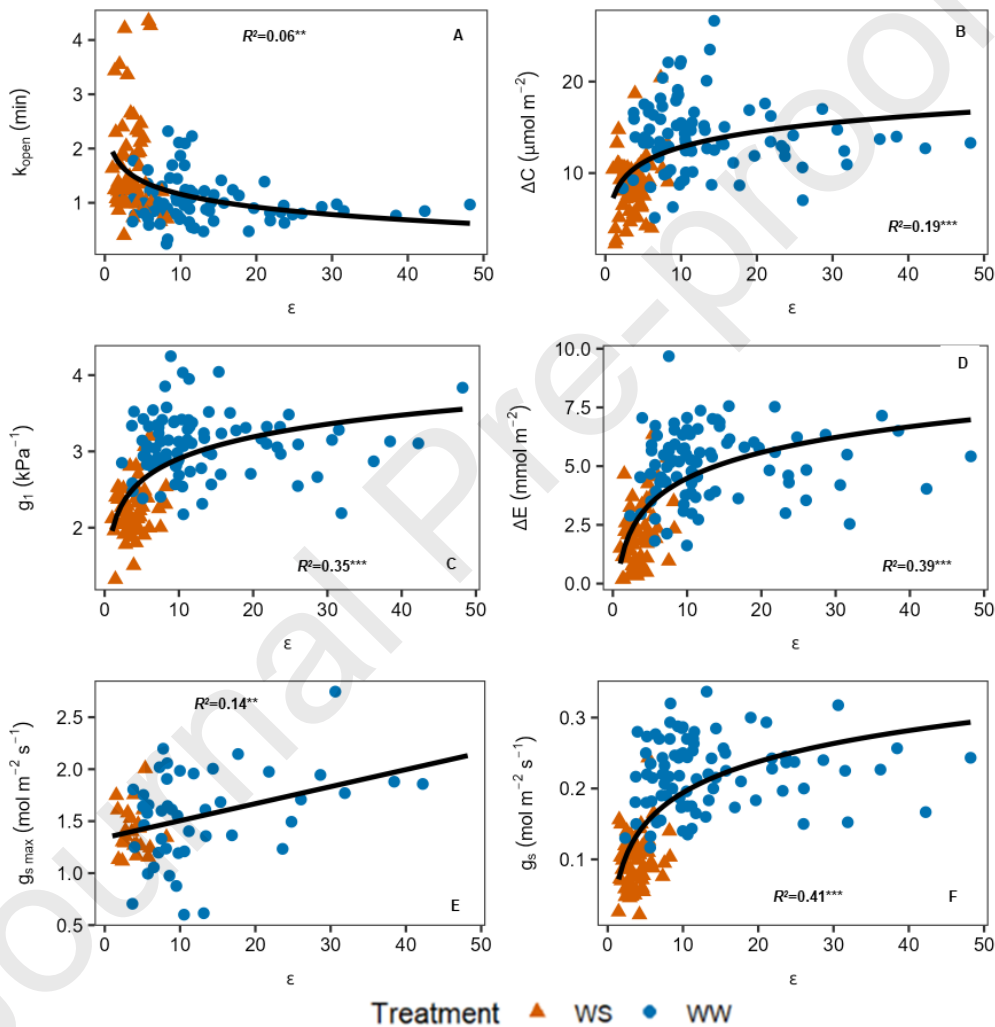 R²=0.06**
A
k open (min)
4
3
2
1
0 10 20 30 40 50
ε
B
ΔC (μmol m⁻²)
20
10
R²=0.19***
0 10 20 30 40 50
ε
g₁ (kPa⁻¹)
4
3
2
R²=0.35***
C
0 10 20 30 40 50
ε
D
ΔE (mmol m⁻²)
10.0
7.5
5.0
2.5
0.0
R²=0.39***
0 10 20 30 40 50
ε
R²=0.14**
g s max (mol m⁻² s⁻¹)
2.5
2.0
1.5
1.0
0.5
E
0 10 20 30 40 50
ε
gₛ (mol m⁻² s⁻¹)
0.3
0.2
0.1
R²=0.41***
F
0 10 20 30 40 50
ε
Treatment WS WW
Journal Pre-proo